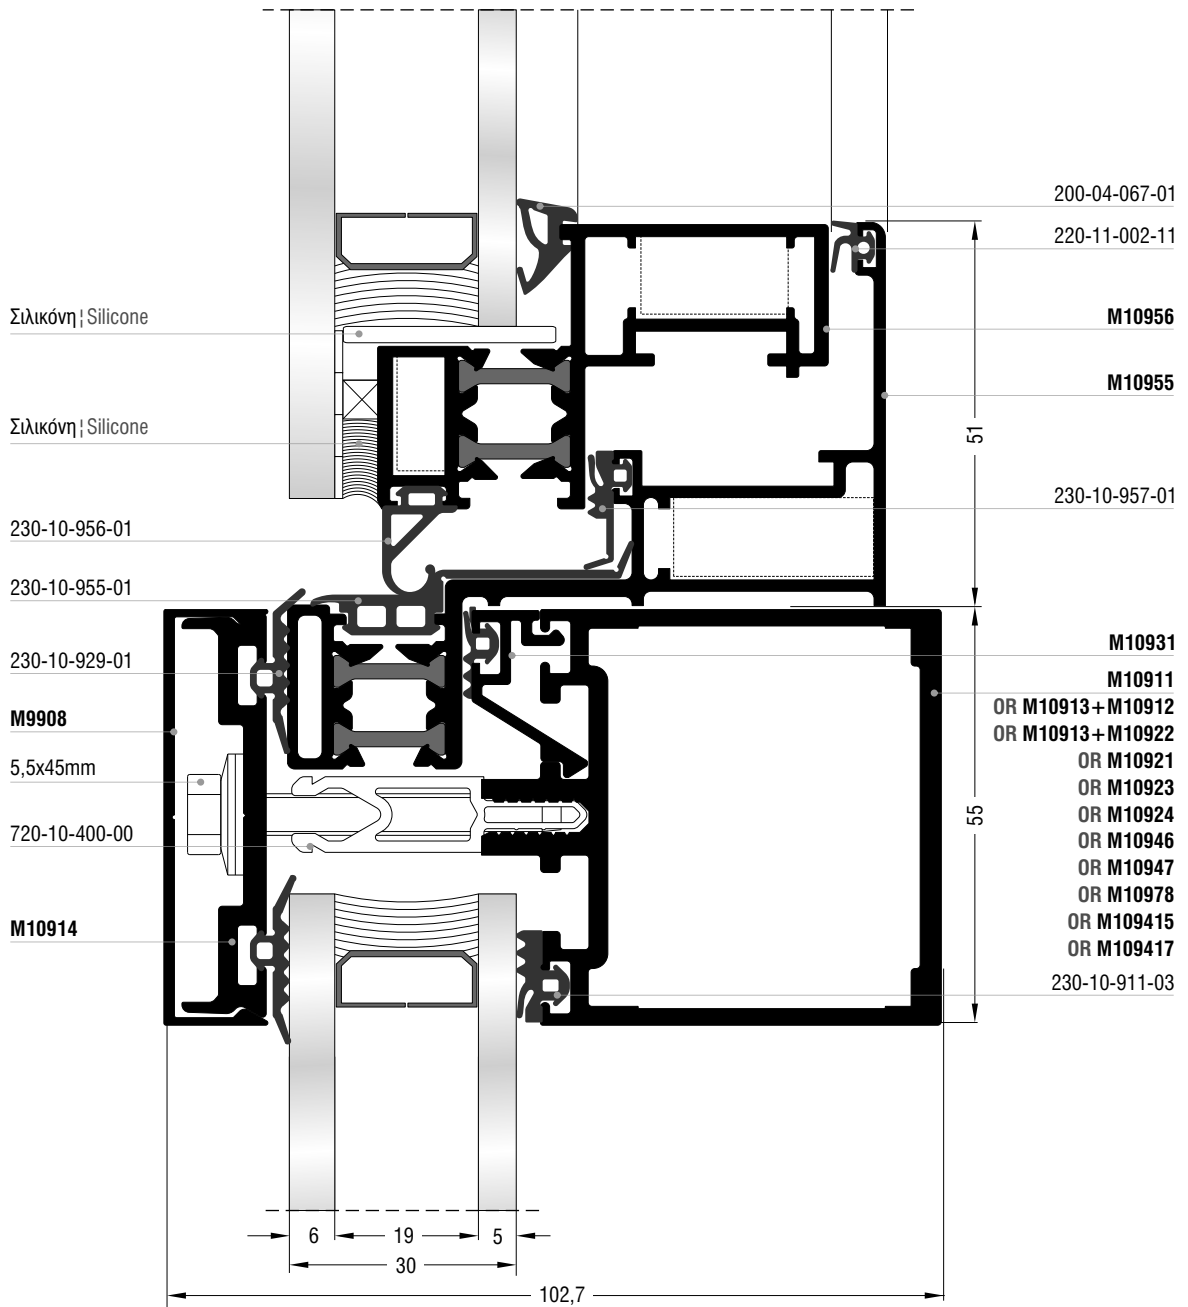 200-04-067-01
220-11-002-11
Σιλικόνη ¦ Silicone
M10956
M10955
Σιλικόνη ¦ Silicone
51
230-10-957-01
230-10-956-01
230-10-955-01
230-10-929-01
M10931
M10911
OR M10913+M10912
M9908
OR M10913+M10922
5,5x45mm
OR M10921
OR M10923
55
OR M10924
720-10-400-00
OR M10946
OR M10947
OR M10978
M10914
OR M109415
OR M109417
230-10-911-03
6 19 5
30
102,7